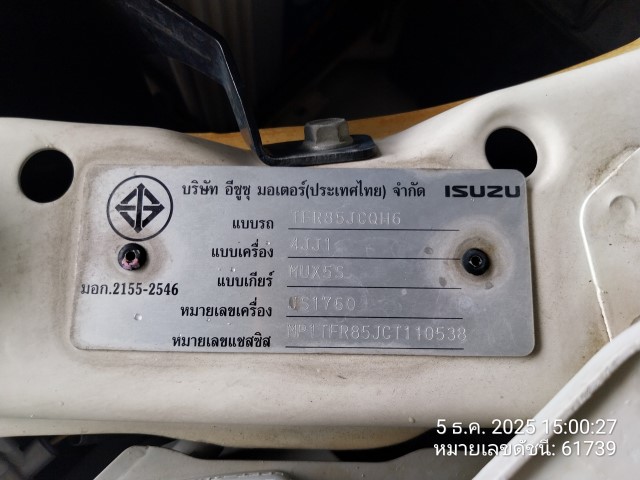 บริษัท อีซูซุ มอเตอร์(ประเทศไทย) จำกัด ISUZU
แบบรถ TFR85JCQH6
แบบเครื่อง 4JJ1
แบบเกียร์ MUX5S
มอก.2155-2546
หมายเลขเครื่อง
หมายเลขแชสซิส
5 ธ.ค. 2025 15:00:27
หมายเลขดัชนี: 61739